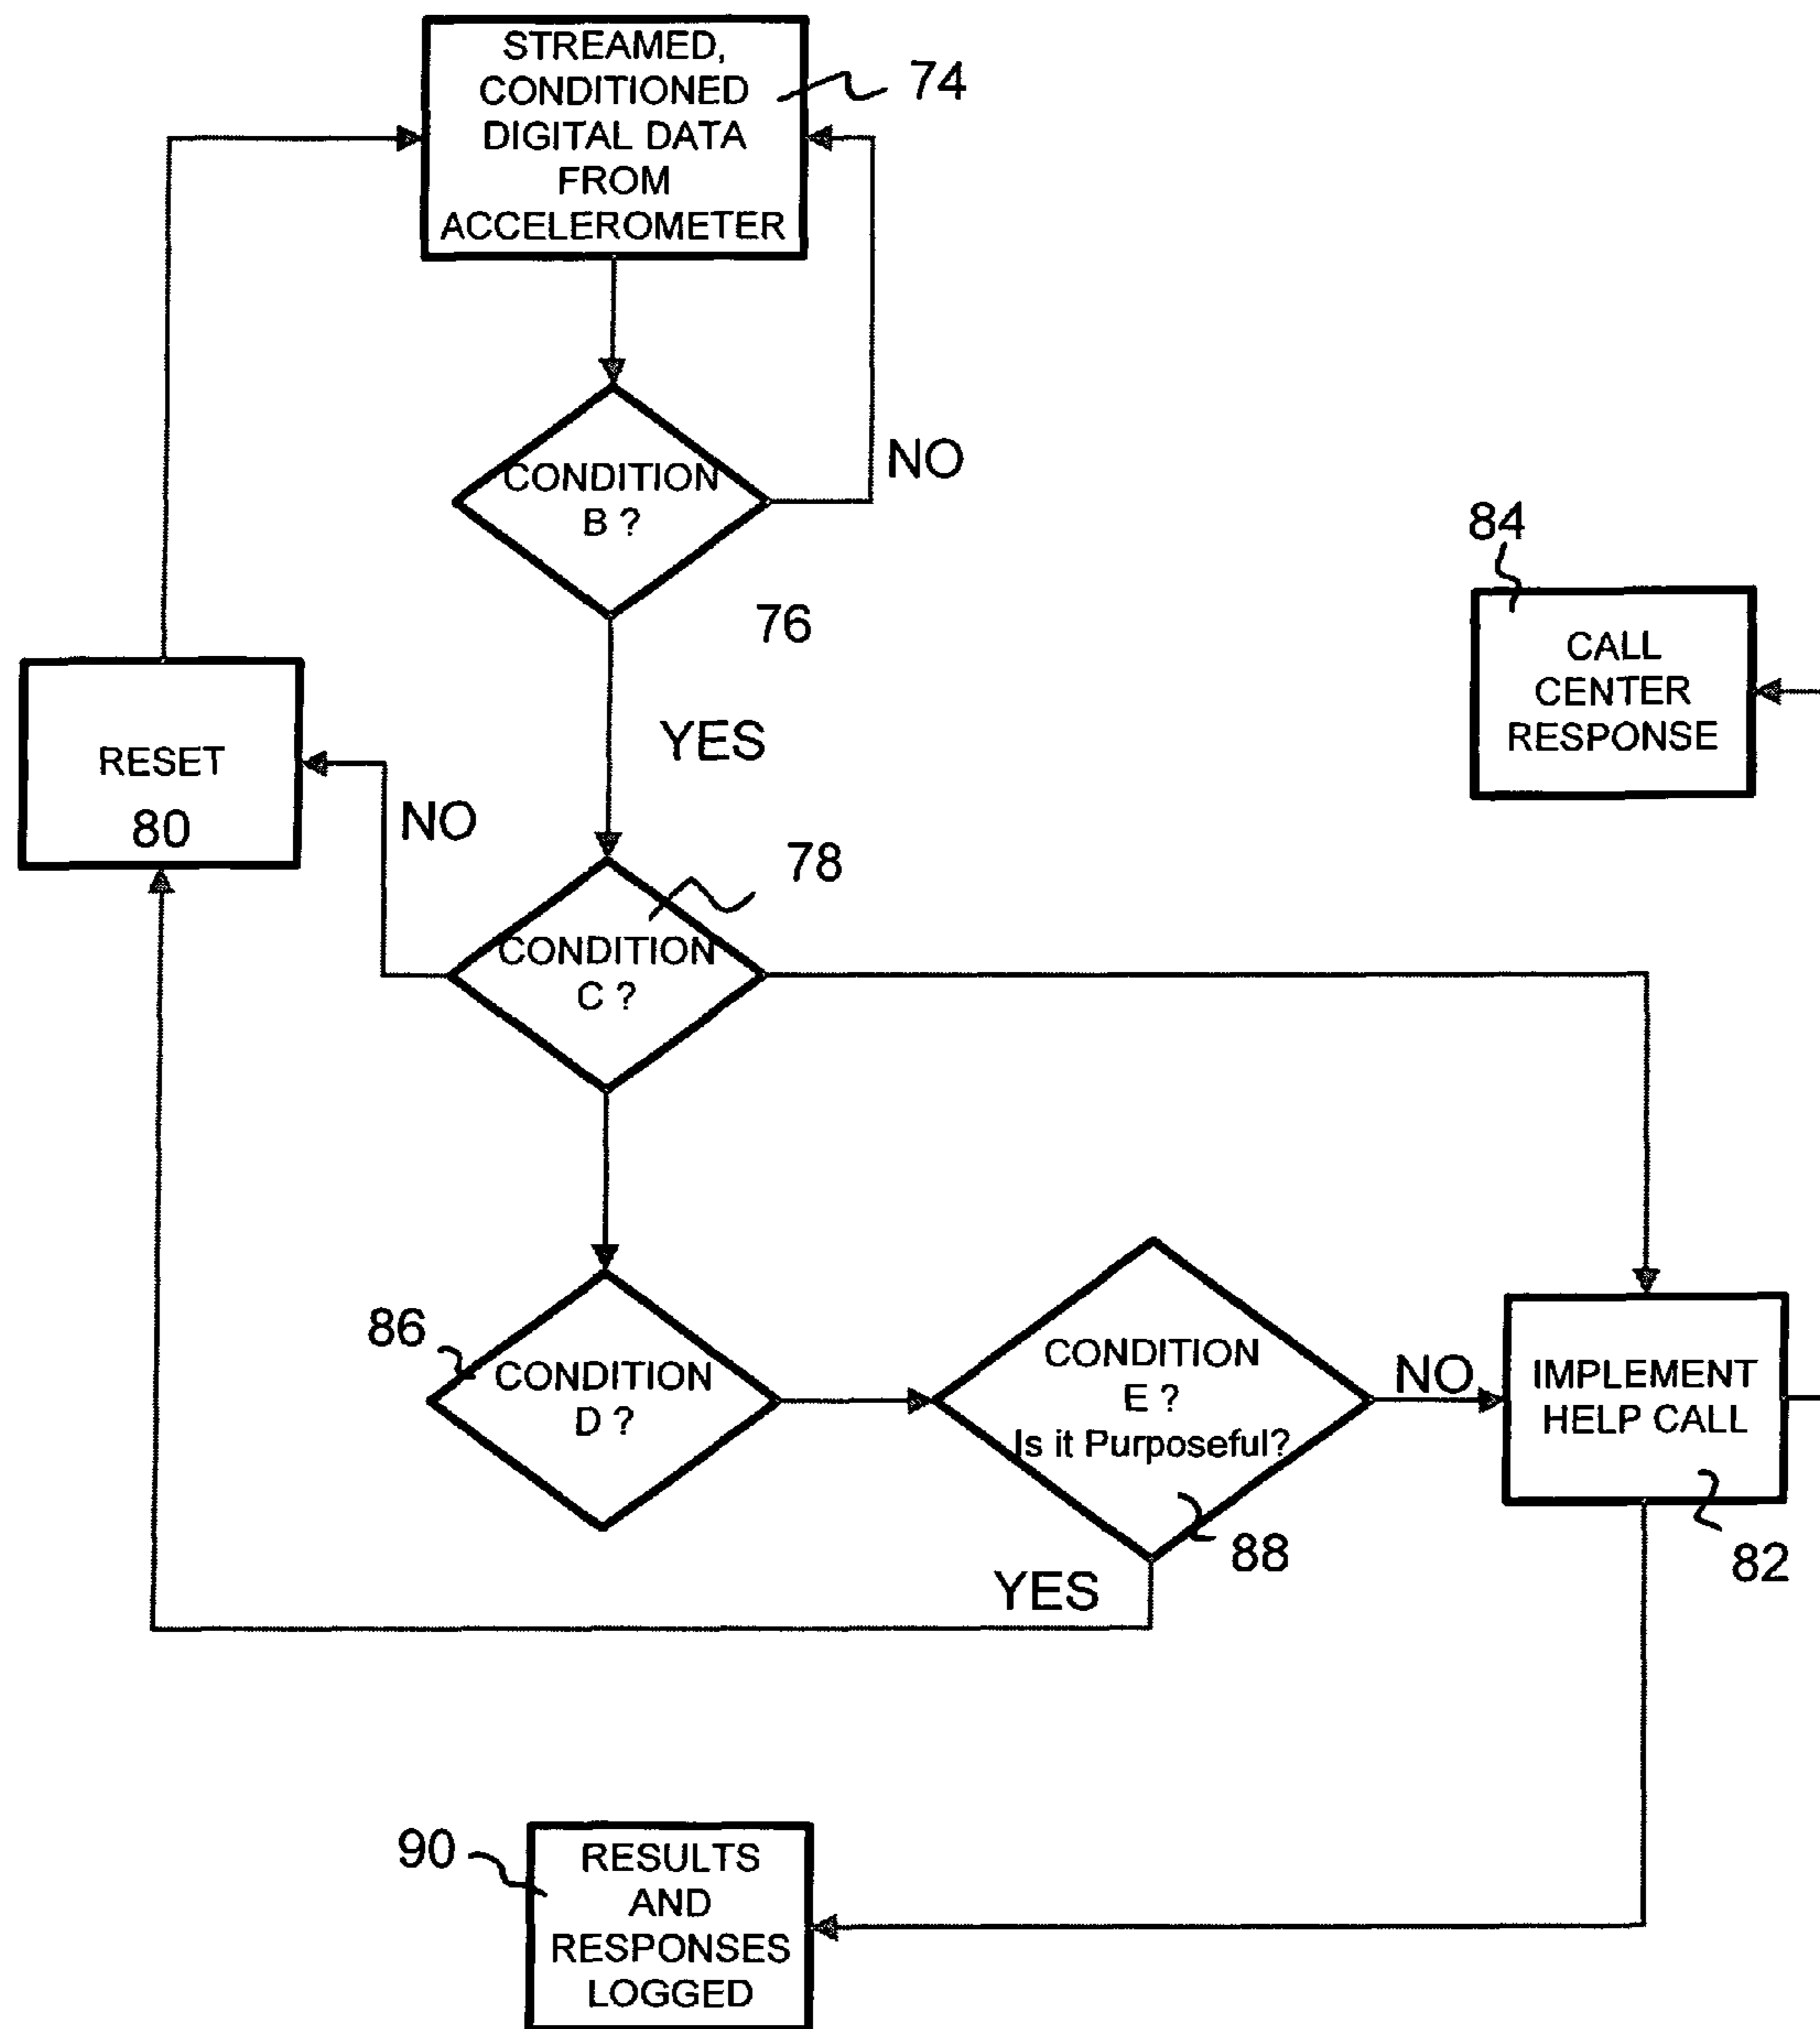 STREAMED,
CONDITIONED
DIGITAL DATA
FROM
ACCELEROMETER
74
CONDITION
B ?
NO
76
YES
84
CALL
CENTER
RESPONSE
RESET
80
NO
78
CONDITION
C ?
86
CONDITION
D ?
CONDITION
E ?
Is it Purposeful?
NO
IMPLEMENT
HELP CALL
88
82
YES
90
RESULTS
AND
RESPONSES
LOGGED